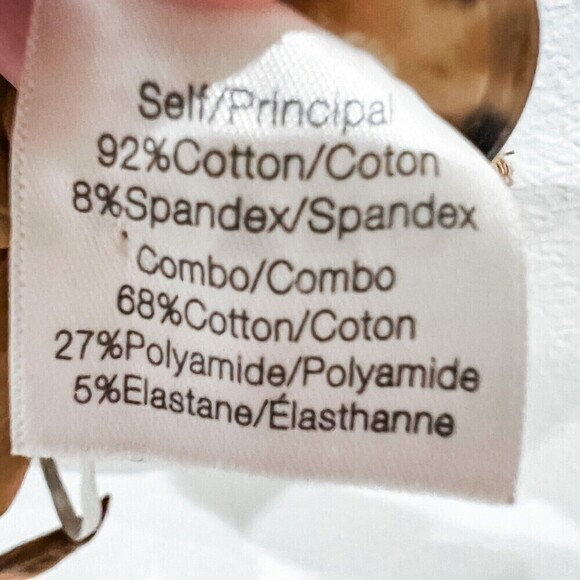 Self/Principal
92%Cotton/Coton
8%Spandex/Spandex
Combo/Combo
68%Cotton/Coton
27%Polyamide/Polyamide
5%Elastane/Élasthanne